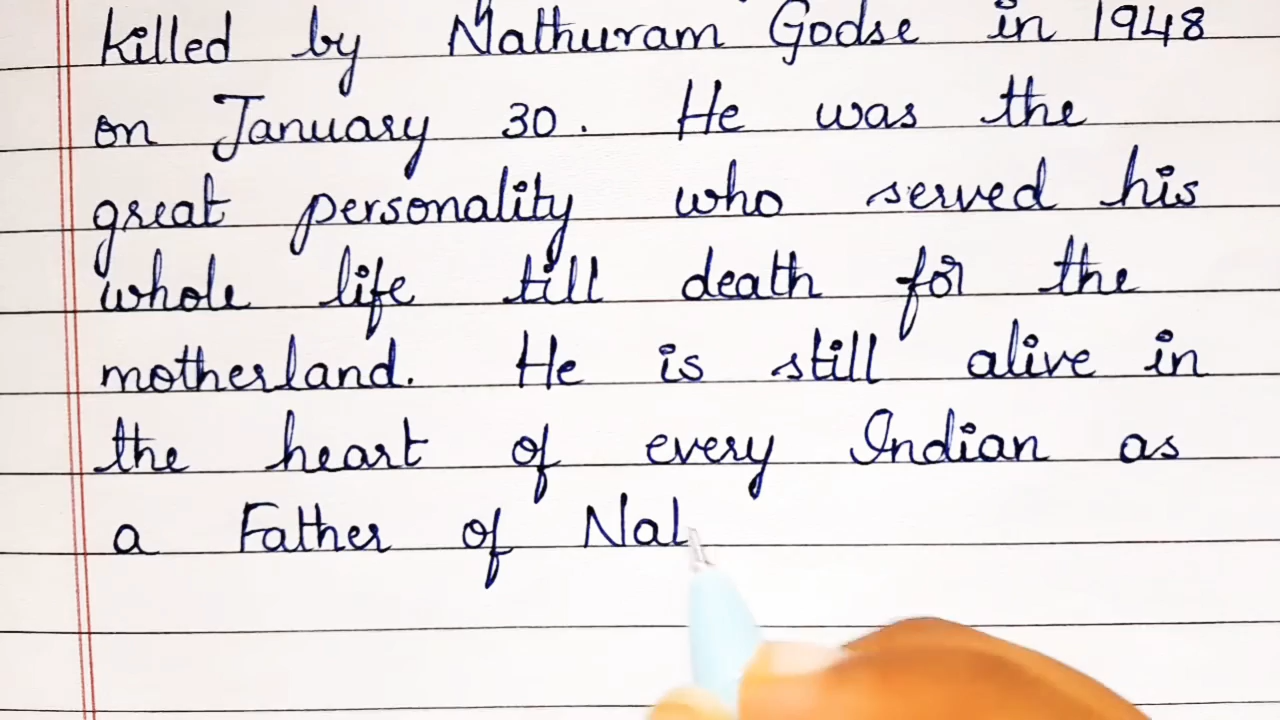 killed by Nathuram Godse in 1948
on January 30. He was the
great personality who served his
whole life till death for the
motherland. He is still alive in
the heart of every Indian as
a Father of Nat